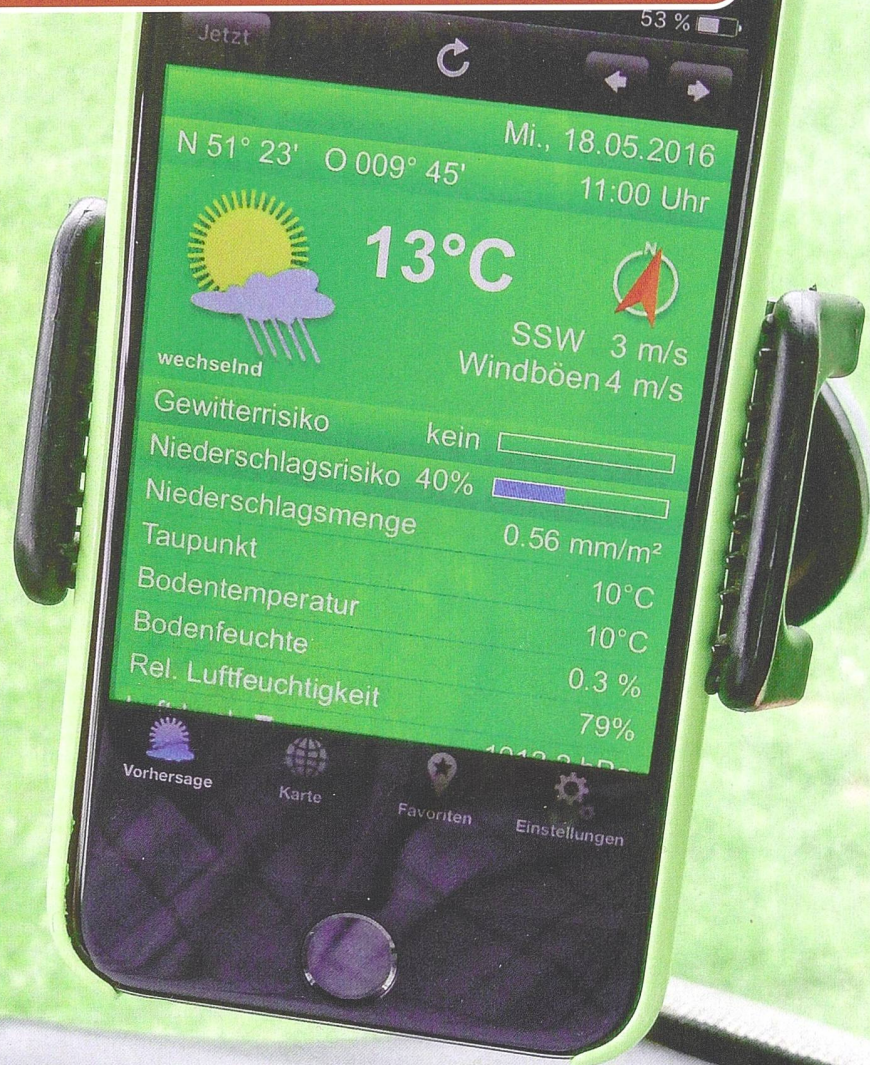 53 %
Jetzt
Mi., 18.05.2016
N 51° 23' O 009° 45'
11:00 Uhr
13°C
N
SSW 3 m/s
Windböen 4 m/s
wechselnd
Gewitterrisiko kein
Niederschlagsrisiko 40%
Niederschlagsmenge 0.56 mm/m²
Taupunkt 10°C
Bodentemperatur 10°C
Bodenfeuchte 0.3 %
Rel. Luftfeuchtigkeit 79%
Vorhersage
Karte
Favoriten
Einstellungen